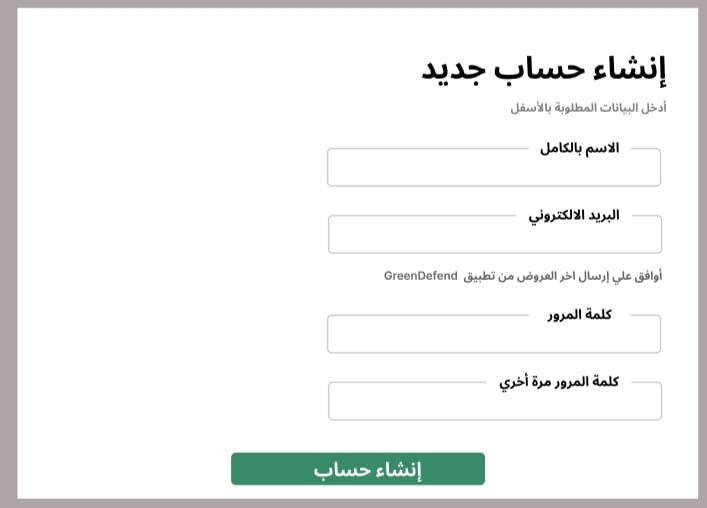 إنشاء حساب جديد
أدخل البيانات المطلوبة بالأسفل
الاسم بالكامل
البريد الالكتروني
أوافق علي إرسال اخر العروض من تطبيق GreenDefend
كلمة المرور
كلمة المرور مرة أخري
إنشاء حساب